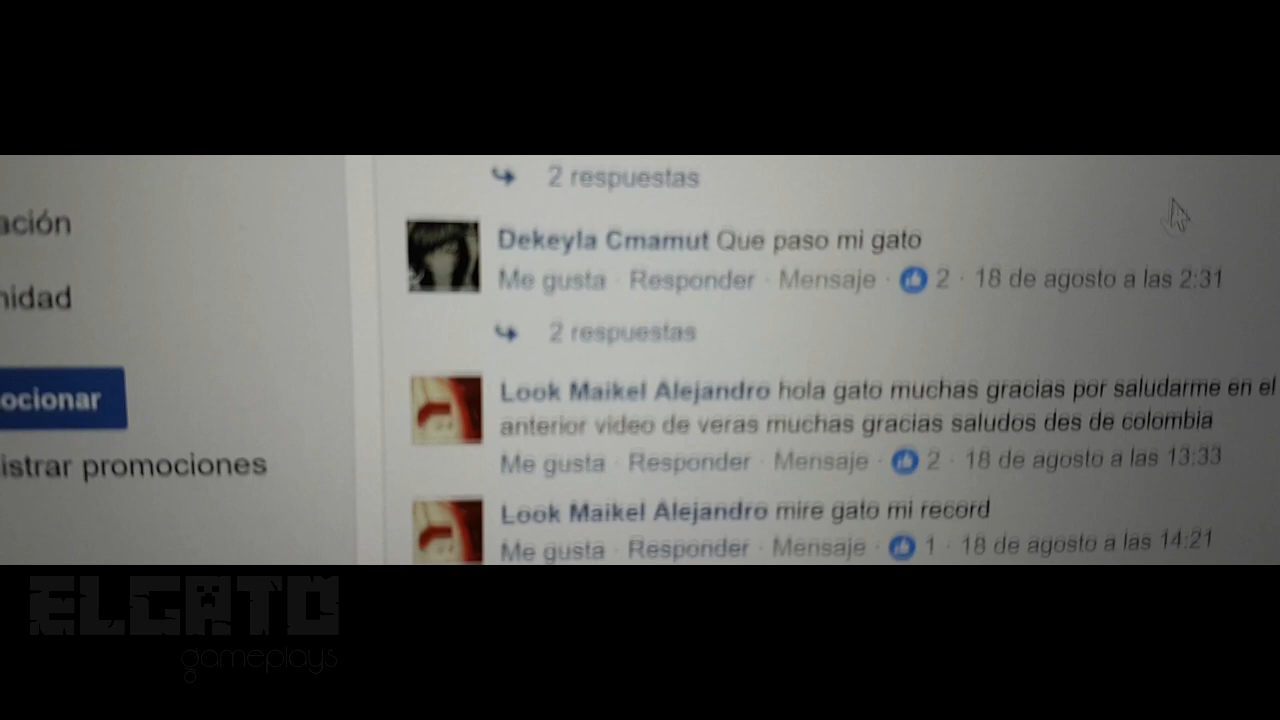 2 respuestas
ación
Dekeyla Cmamut Que paso mi gato
Me gusta · Responder · Mensaje · 2 · 18 de agosto a las 2:31
nidad
2 respuestas
ocionar
Look Maikel Alejandro hola gato muchas gracias por saludarme en el
anterior video de veras muchas gracias saludos des de colombia
Me gusta · Responder · Mensaje · 2 · 18 de agosto a las 13:33
istrar promociones
Look Maikel Alejandro mire gato mi record
Me gusta · Responder · Mensaje · 1 · 18 de agosto a las 14:21
ELGATO
gameplays